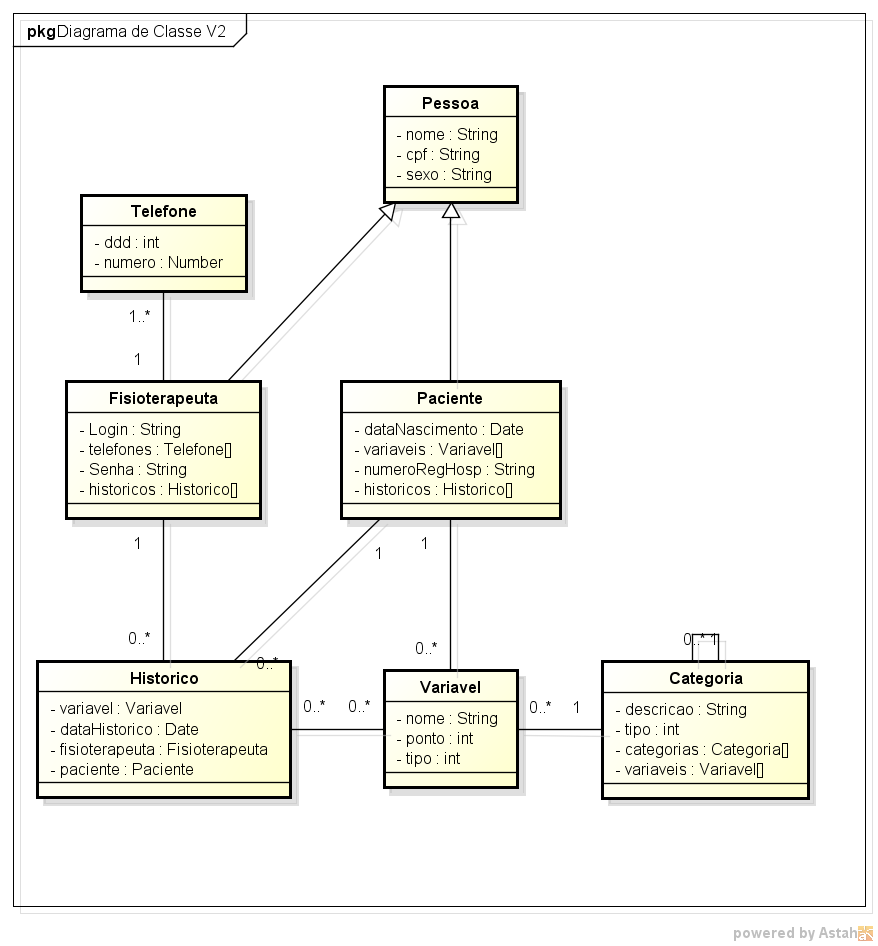 pkg Diagrama de Classe V2
Pessoa
- nome : String
- cpf : String
- sexo : String
Telefone
- ddd : int
- numero : Number
1..*
1
Fisioterapeuta
- Login : String
- telefones : Telefone[]
- Senha : String
- historicos : Historico[]
Paciente
- dataNascimento : Date
- variaveis : Variavel[]
- numeroRegHosp : String
- historicos : Historico[]
1
1
1
0..*
0..*
0..*
0..* 1
Historico
- variavel : Variavel
- dataHistorico : Date
- fisioterapeuta : Fisioterapeuta
- paciente : Paciente
0..* 0..*
Variavel
- nome : String
- ponto : int
- tipo : int
0..* 1
Categoria
- descricao : String
- tipo : int
- categorias : Categoria[]
- variaveis : Variavel[]
powered by Astah